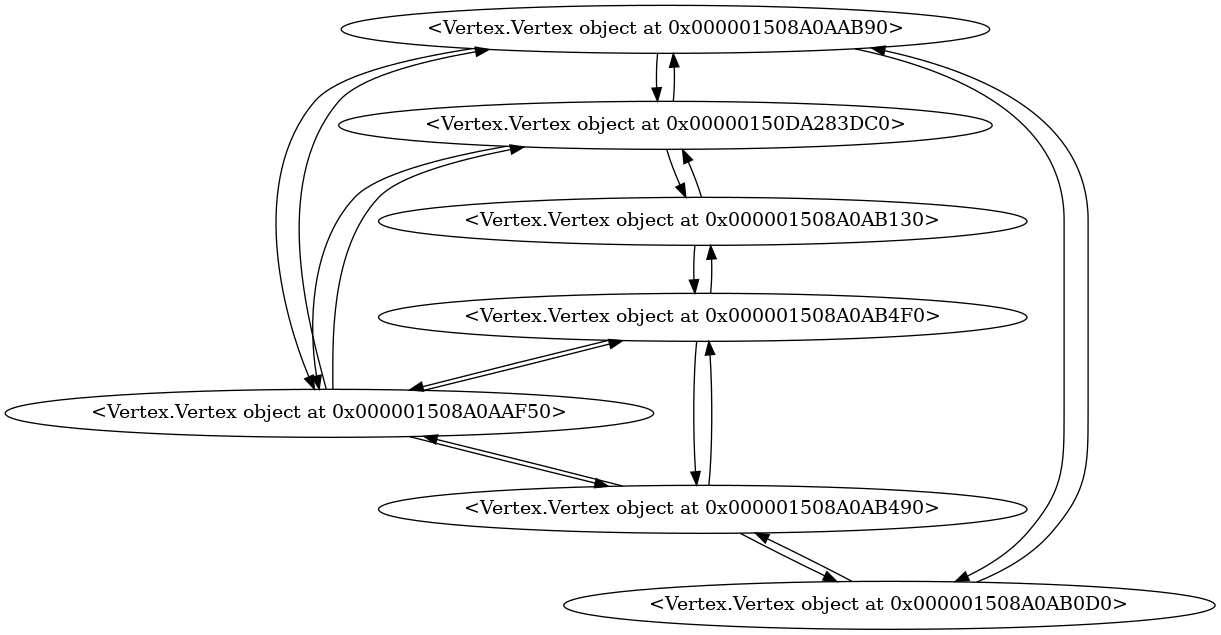 <Vertex.Vertex object at 0x000001508A0AAB90>
<Vertex.Vertex object at 0x00000150DA283DC0>
<Vertex.Vertex object at 0x000001508A0AB130>
<Vertex.Vertex object at 0x000001508A0AB4F0>
<Vertex.Vertex object at 0x000001508A0AAF50>
<Vertex.Vertex object at 0x000001508A0AB490>
<Vertex.Vertex object at 0x000001508A0AB0D0>